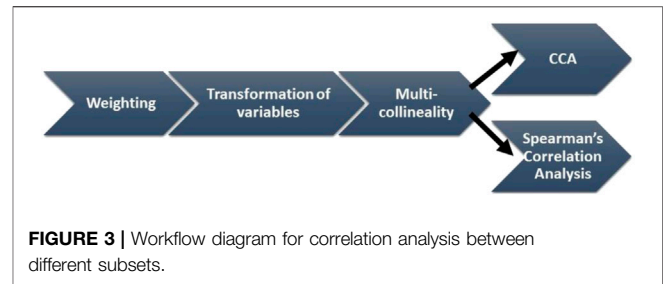 Weighting
Transformation of
variables
Multi-
collineality
CCA
Spearman's
Correlation
Analysis
FIGURE 3 | Workflow diagram for correlation analysis between
different subsets.